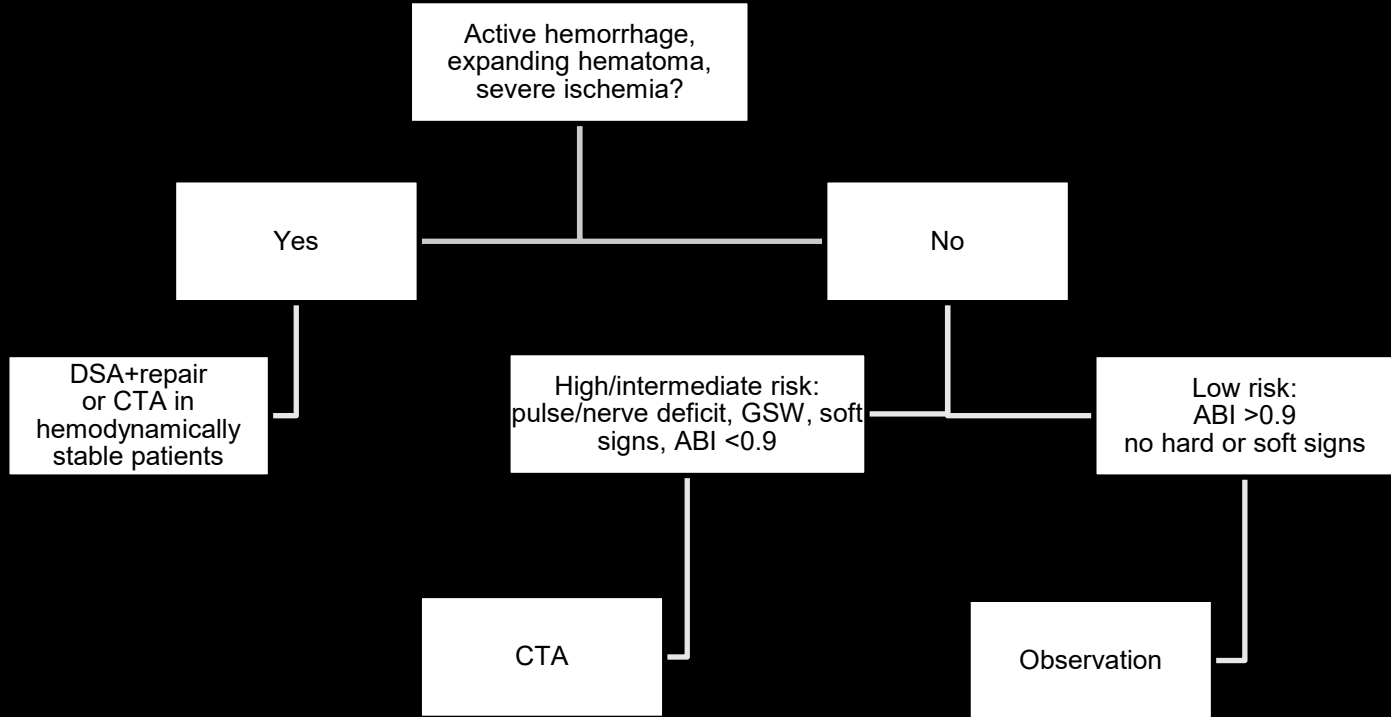 Active hemorrhage,
expanding hematoma,
severe ischemia?
Yes
No
DSA+repair
or CTA in
hemodynamically
stable patients
High/intermediate risk:
pulse/nerve deficit, GSW, soft
signs, ABI <0.9
Low risk:
ABI >0.9
no hard or soft signs
CTA
Observation